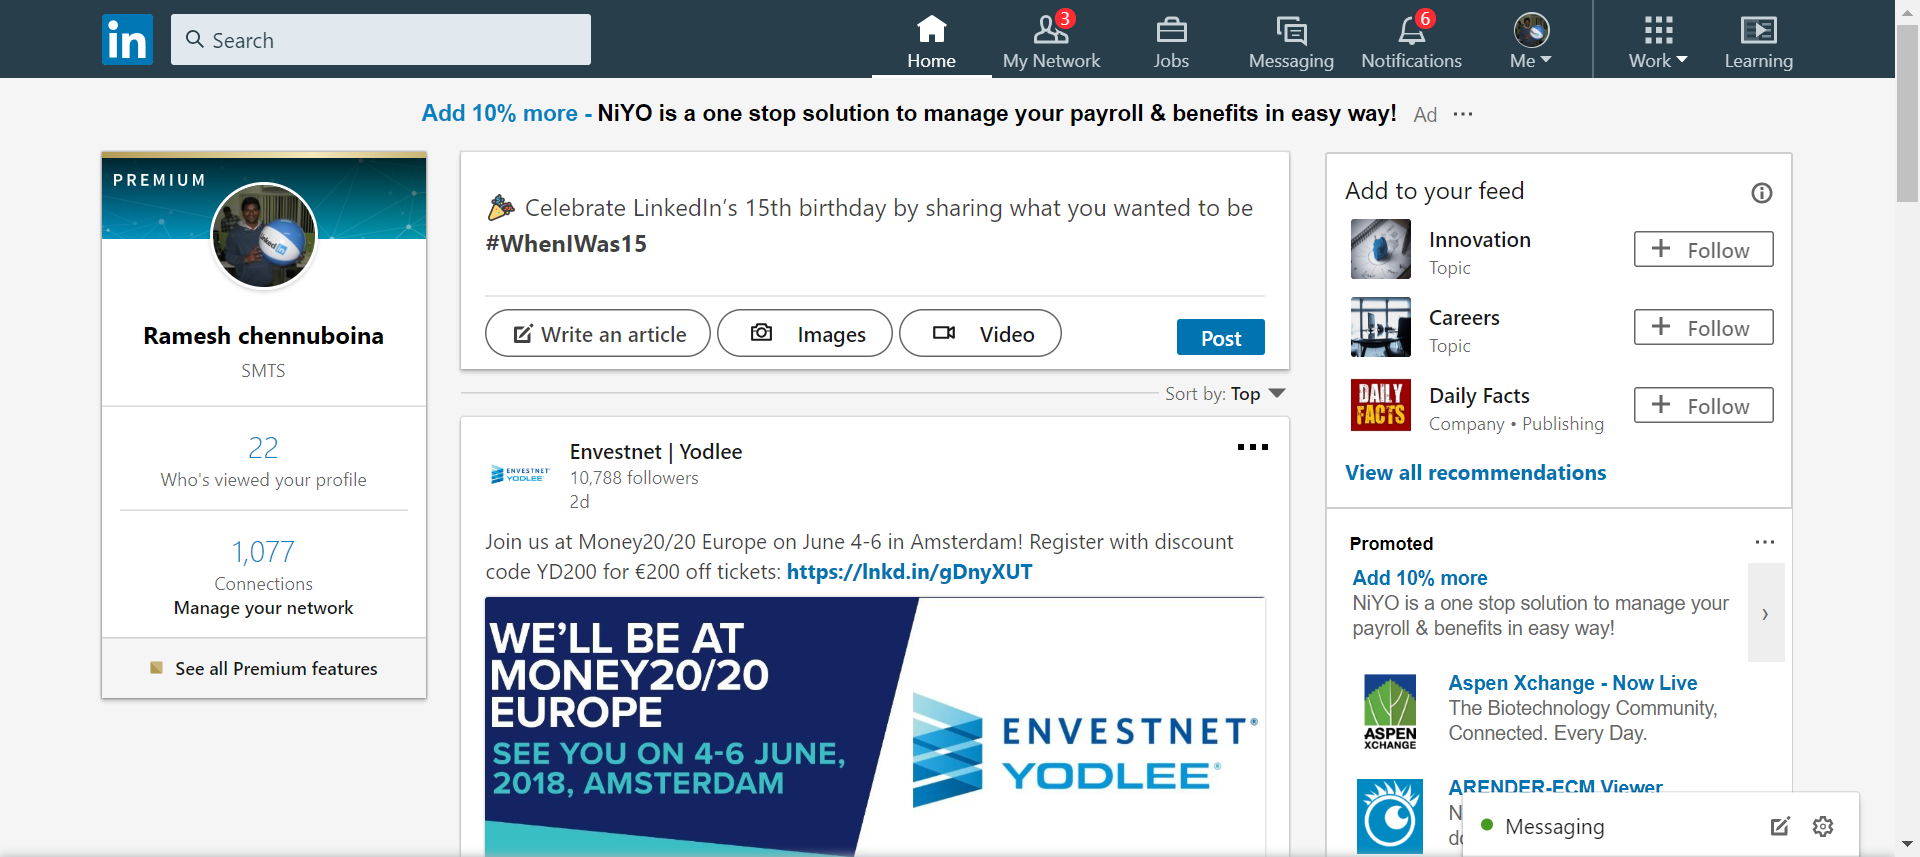 in
Search
Home
My Network
3
Jobs
Messaging
Notifications
6
Me
Work
Learning
Add 10% more - NiYO is a one stop solution to manage your payroll & benefits in easy way! Ad
PREMIUM
Linked in
Ramesh chennuboina
SMTS
22
Who's viewed your profile
1,077
Connections
Manage your network
See all Premium features
Celebrate LinkedIn’s 15th birthday by sharing what you wanted to be
#WhenIWas15
Write an article
Images
Video
Post
Sort by: Top
Envestnet | Yodlee
10,788 followers
2d
ENVESTNET
YODLEE
Join us at Money20/20 Europe on June 4-6 in Amsterdam! Register with discount
code YD200 for €200 off tickets: https://lnkd.in/gDnyXUT
WE’LL BE AT
MONEY20/20
EUROPE
SEE YOU ON 4-6 JUNE,
2018, AMSTERDAM
ENVESTNET®
YODLEE®
Add to your feed
Innovation
Topic
+ Follow
Careers
Topic
+ Follow
DAILY
FACTS
Daily Facts
Company • Publishing
+ Follow
View all recommendations
Promoted
Add 10% more
NiYO is a one stop solution to manage your
payroll & benefits in easy way!
ASPEN
XCHANGE
Aspen Xchange - Now Live
The Biotechnology Community,
Connected. Every Day.
ARENDER-ECM Viewer
Messaging